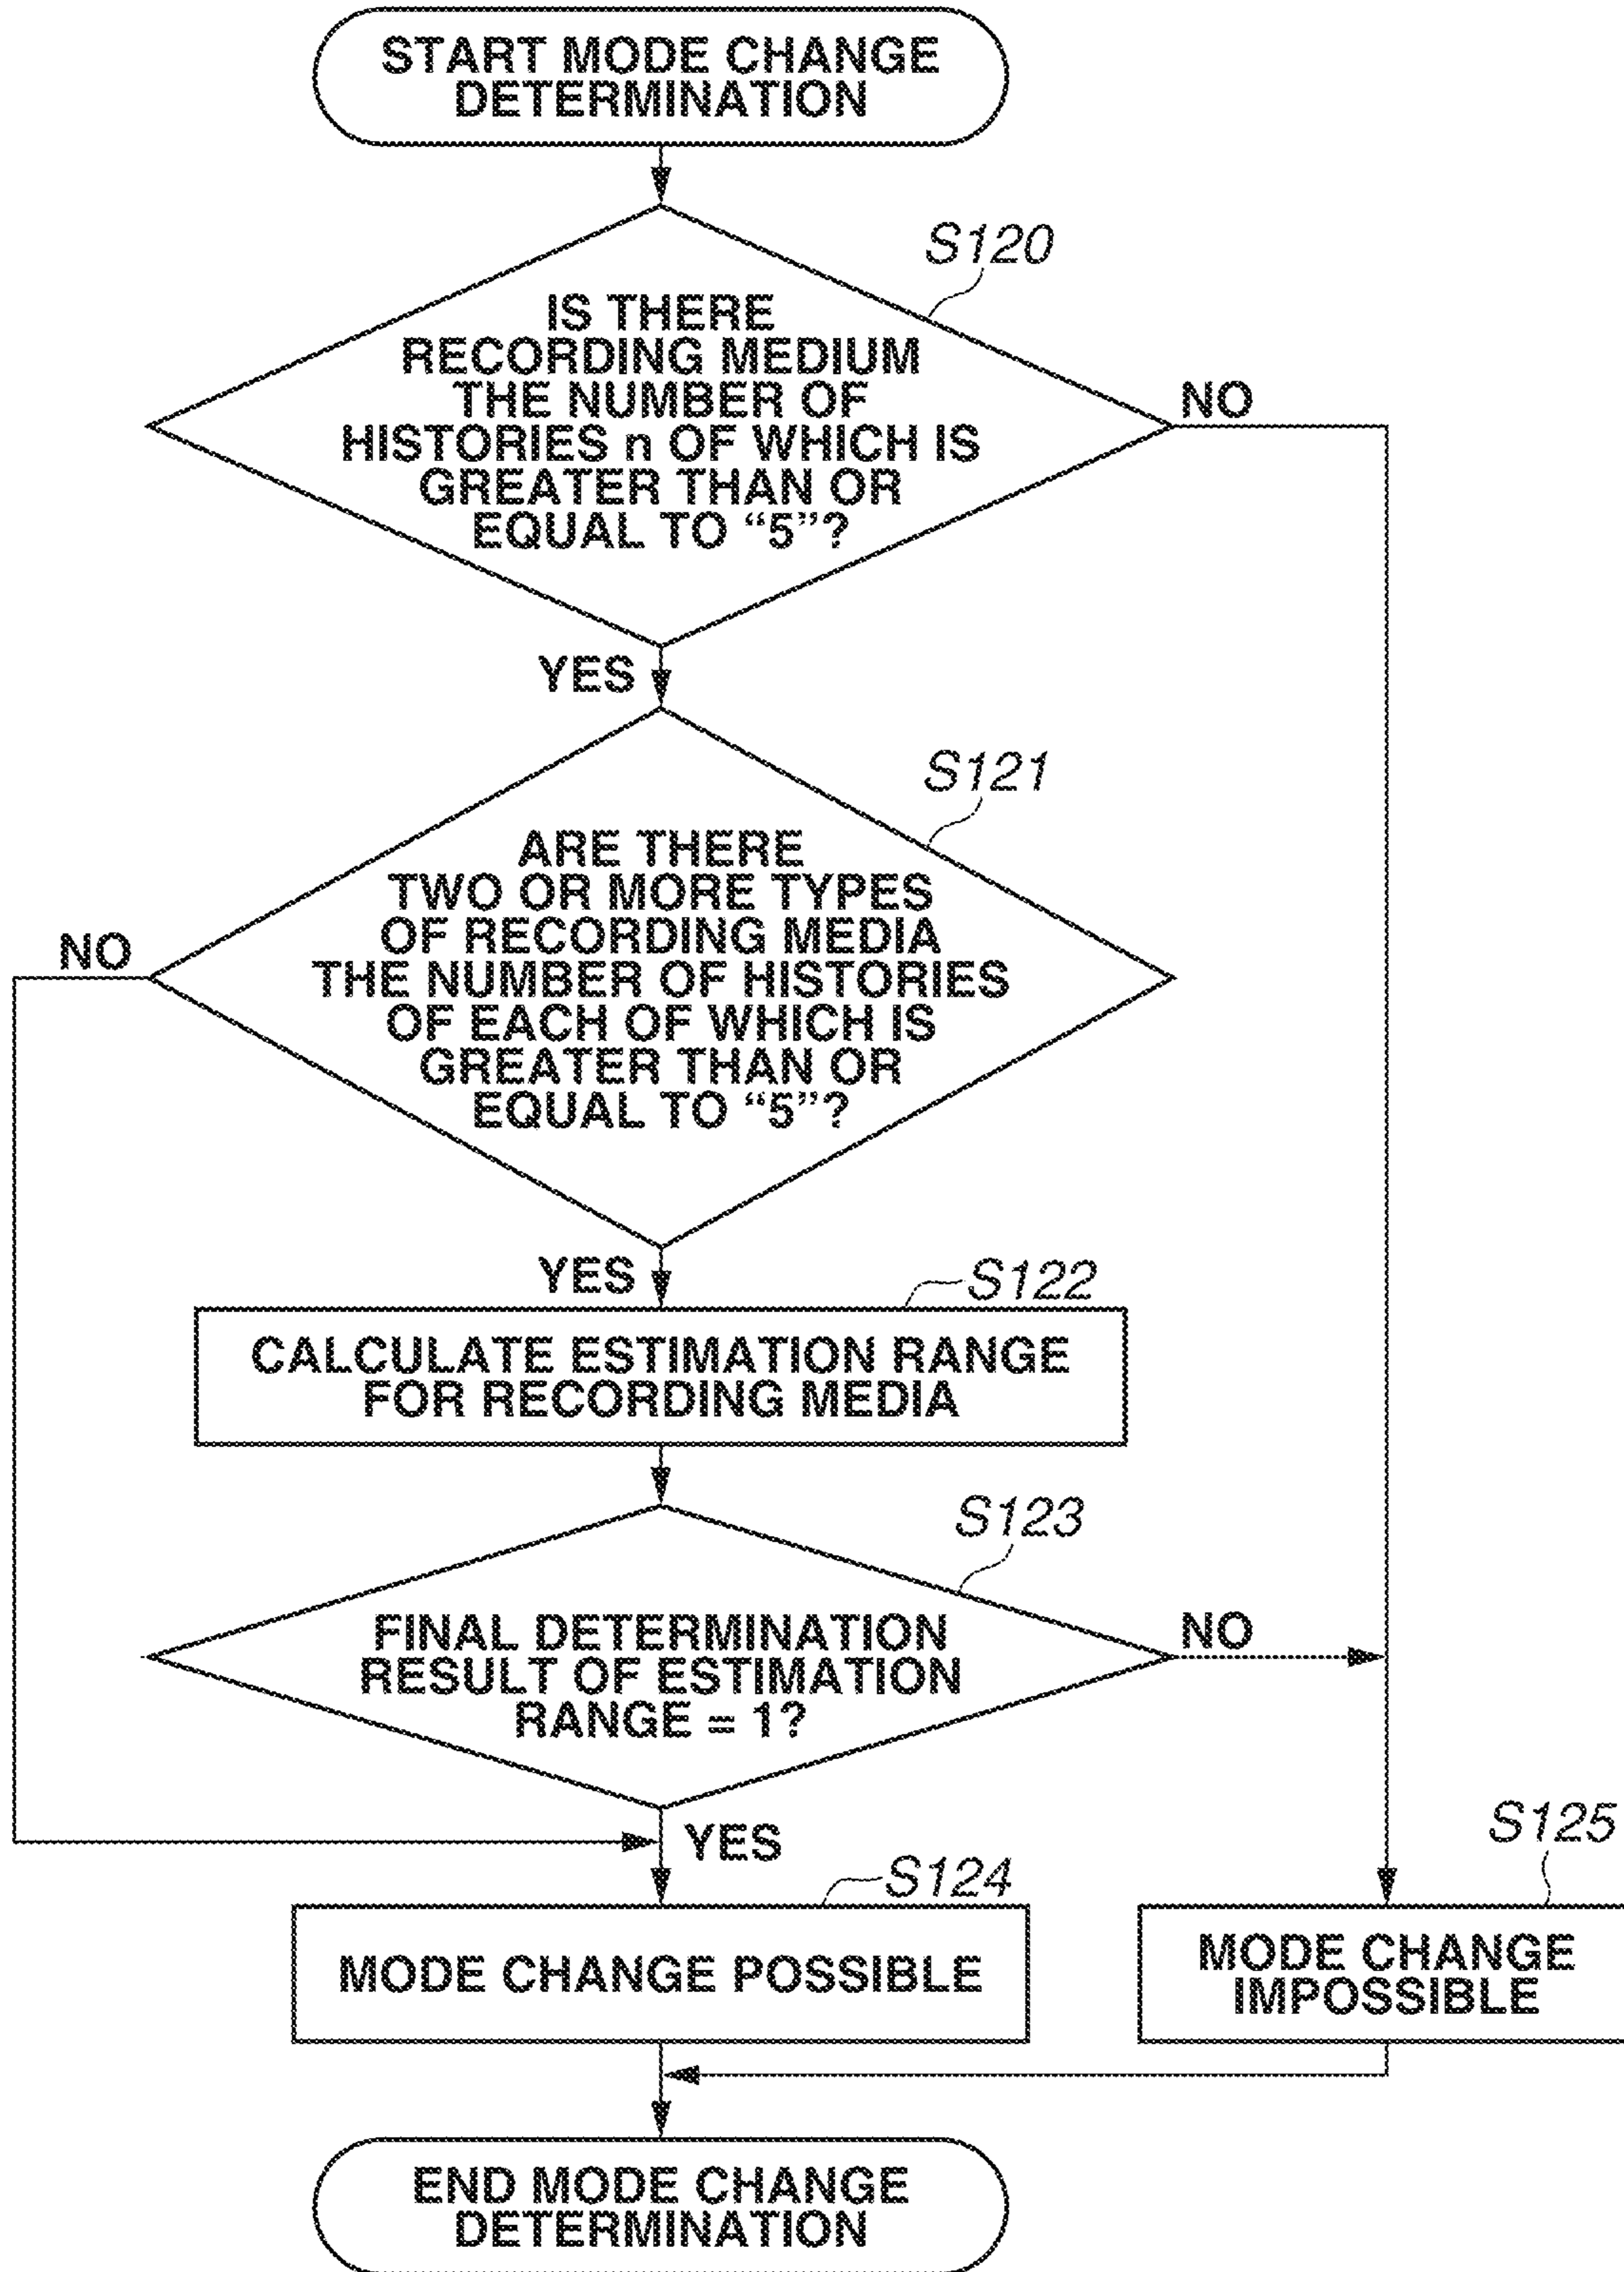 START MODE CHANGE
DETERMINATION
S120
IS THERE
RECORDING MEDIUM
THE NUMBER OF
HISTORIES n OF WHICH IS
GREATER THAN OR
EQUAL TO “5”?
NO
YES
S121
ARE THERE
TWO OR MORE TYPES
OF RECORDING MEDIA
THE NUMBER OF HISTORIES
OF EACH OF WHICH IS
GREATER THAN OR
EQUAL TO “5”?
NO
YES
S122
CALCULATE ESTIMATION RANGE
FOR RECORDING MEDIA
S123
FINAL DETERMINATION
RESULT OF ESTIMATION
RANGE = 1?
NO
YES
S124
MODE CHANGE POSSIBLE
S125
MODE CHANGE
IMPOSSIBLE
END MODE CHANGE
DETERMINATION